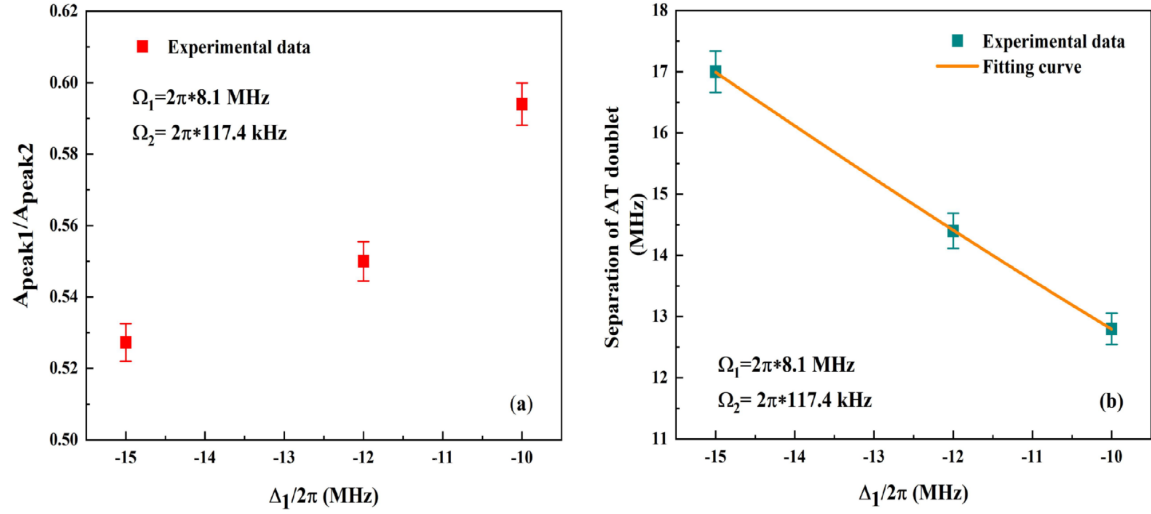 0.62
0.60
0.58
0.56
0.54
0.52
0.50
Apeak1/Apeak2
Experimental data
Ω1=2π*8.1 MHz
Ω2= 2π*117.4 kHz
(a)
-15
-14
-13
-12
-11
-10
Δ1/2π (MHz)
18
17
16
15
14
13
12
11
Separation of AT doublet
(MHz)
Experimental data
Fitting curve
Ω1=2π*8.1 MHz
Ω2= 2π*117.4 kHz
(b)
-15
-14
-13
-12
-11
-10
Δ1/2π (MHz)